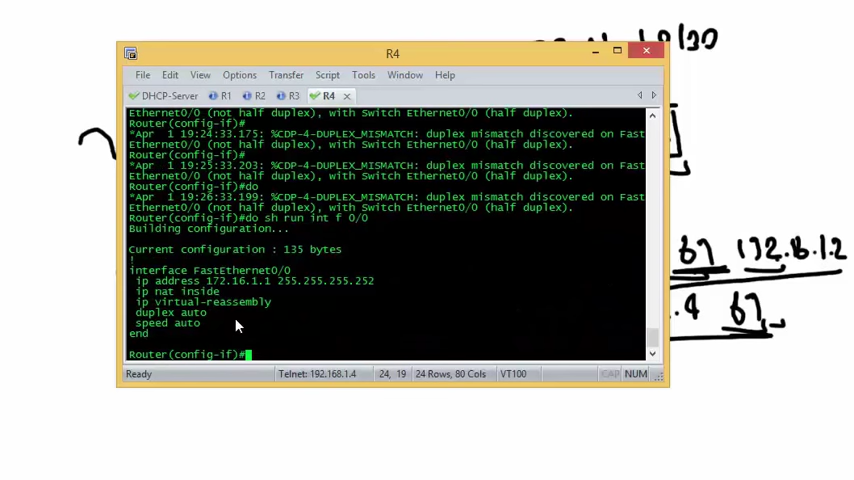 R4
File Edit View Options Transfer Script Tools Window Help
DHCP-Server R1 R2 R3 R4
Ethernet0/0 (not half duplex), with Switch Ethernet0/0 (half duplex).
Router(config-if)#
*Apr 1 19:24:33.175: %CDP-4-DUPLEX_MISMATCH: duplex mismatch discovered on Fast
Ethernet0/0 (not half duplex), with Switch Ethernet0/0 (half duplex).
Router(config-if)#
*Apr 1 19:25:33.203: %CDP-4-DUPLEX_MISMATCH: duplex mismatch discovered on Fast
Ethernet0/0 (not half duplex), with Switch Ethernet0/0 (half duplex).
Router(config-if)#do
*Apr 1 19:26:33.199: %CDP-4-DUPLEX_MISMATCH: duplex mismatch discovered on Fast
Ethernet0/0 (not half duplex), with Switch Ethernet0/0 (half duplex).
Router(config-if)#do sh run int f 0/0
Building configuration...
Current configuration : 135 bytes
!
interface FastEthernet0/0
ip address 172.16.1.1 255.255.255.252
ip nat inside
ip virtual-reassembly
duplex auto
speed auto
end
Router(config-if)#
Ready Telnet: 192.168.1.4 24, 19 24 Rows, 80 Cols VT100 CAP NUM
67 192.16.1.2
.4 67